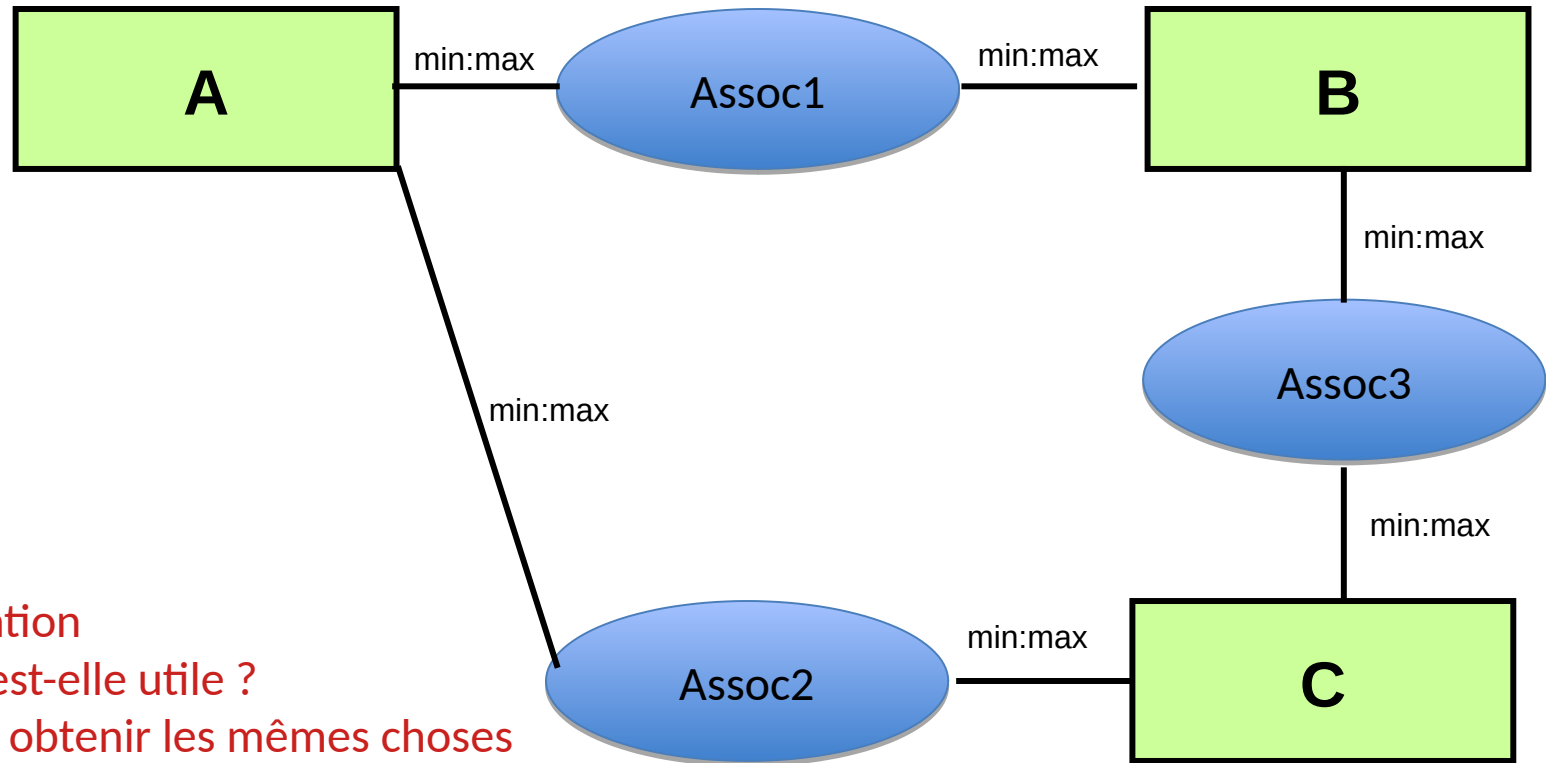 A
min:max
Assoc1
min:max
B
min:max
min:max
Assoc3
min:max
min:max
Assoc2
C
est-elle utile ?
obtenir les mêmes choses